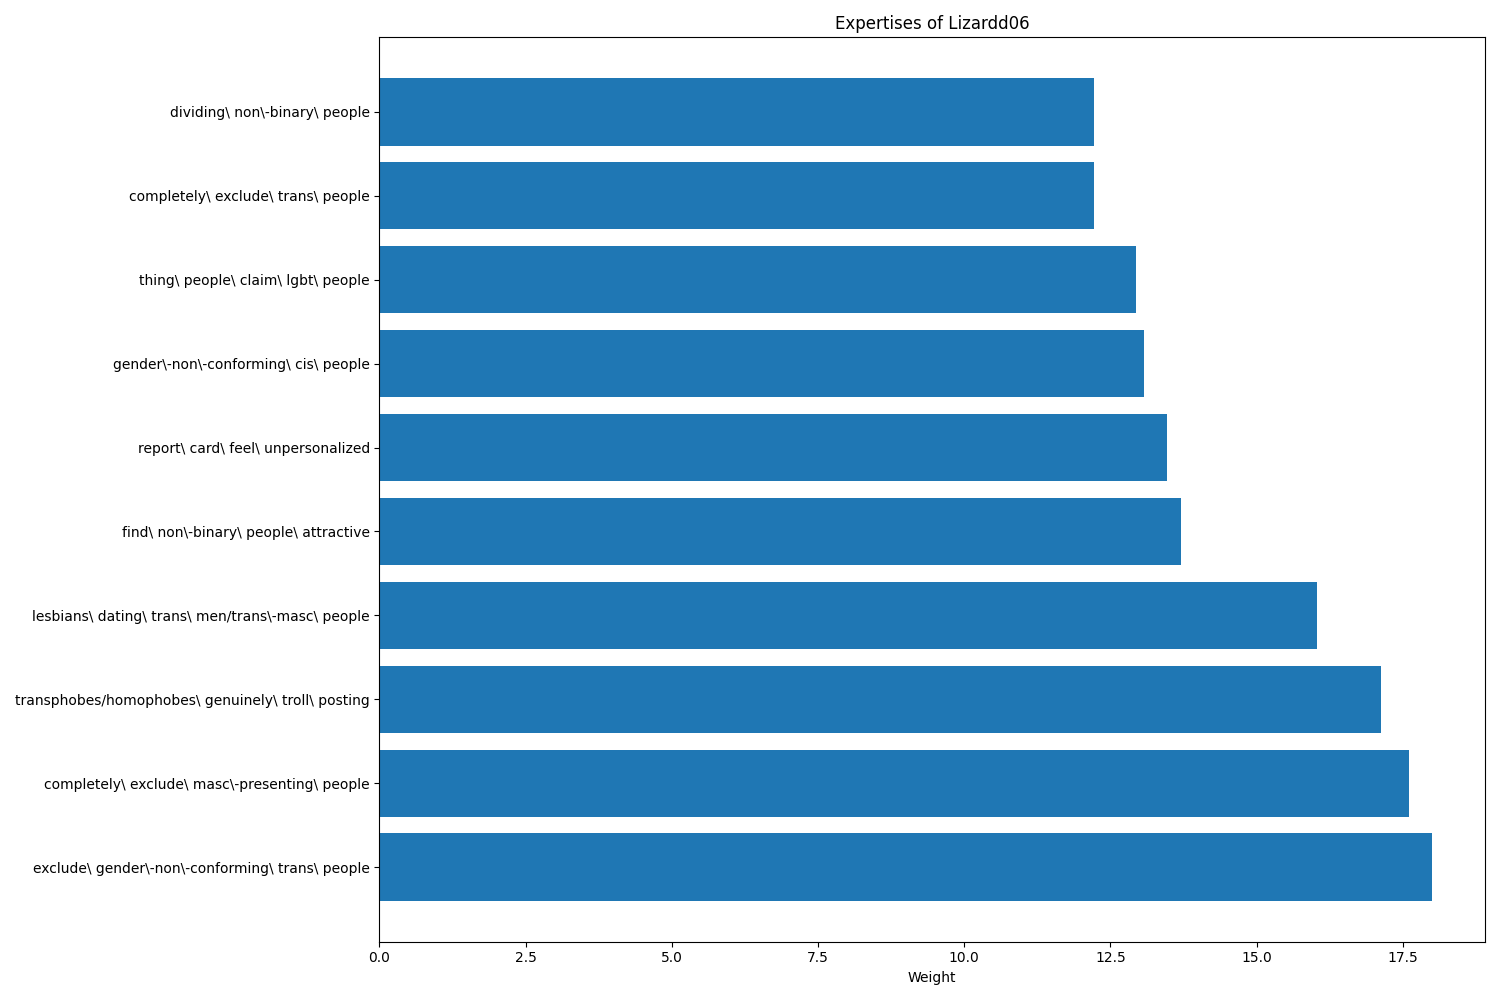 Expertises of Lizardd06
dividing\ non\-binary\ people
completely\ exclude\ trans\ people
thing\ people\ claim\ lgbt\ people
gender\-non\-conforming\ cis\ people
report\ card\ feel\ unpersonalized
find\ non\-binary\ people\ attractive
lesbians\ dating\ trans\ men/trans\-masc\ people
transphobes/homophobes\ genuinely\ troll\ posting
completely\ exclude\ masc\-presenting\ people
exclude\ gender\-non\-conforming\ trans\ people
0.0 2.5 5.0 7.5 10.0 12.5 15.0 17.5
Weight